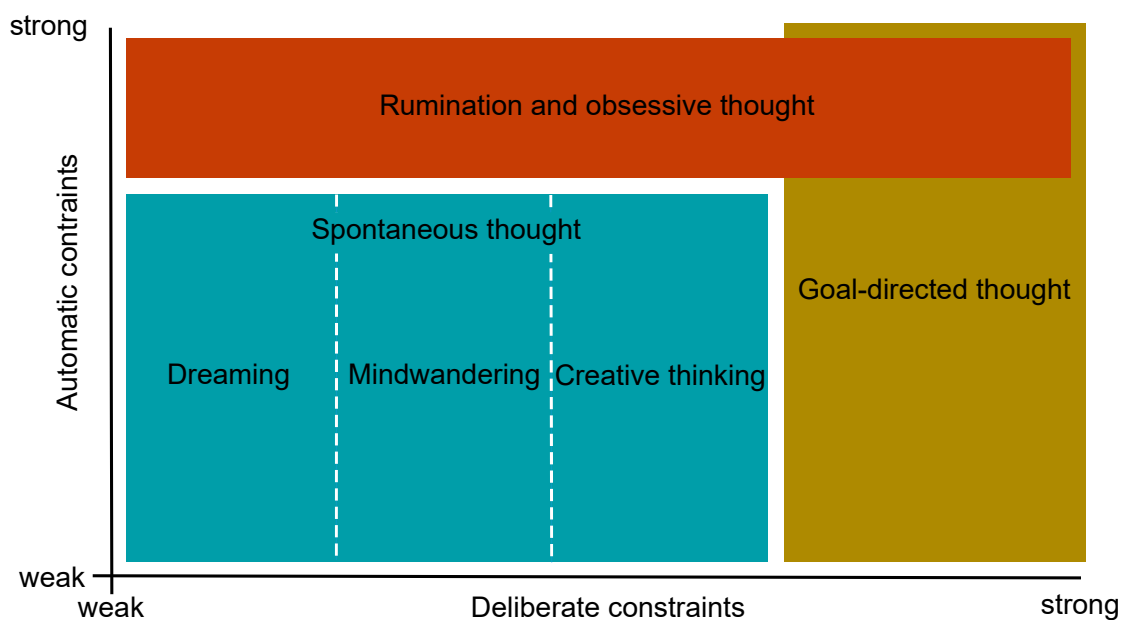 strong
Rumination and obsessive thought
Automatic contraints
Spontaneous thought
Goal-directed thought
Dreaming
Mindwandering
Creative thinking
weak
weak
Deliberate constraints
strong